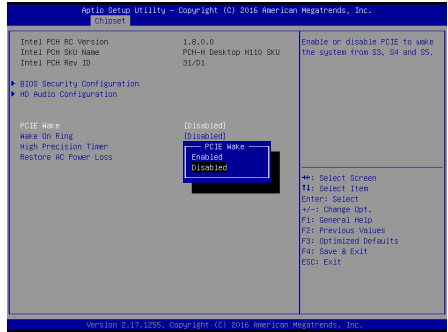 Aptio Setup Utility – Copyright (C) 2016 American Megatrends, Inc.
Chipset
Intel PCH RC Version 1.8.0.0
Intel PCH SKU Name PCH-H Desktop H110 SKU
Intel PCH Rev ID 31/D1
BIOS Security Configuration
HD Audio Configuration
PCIE Wake [Disabled]
Wake On Ring [Disabled]
High Precision Timer
Restore AC Power Loss
PCIE Wake
Enabled
Disabled
Enable or disable PCIE to wake
the system from S3, S4 and S5.
↔: Select Screen
↑↓: Select Item
Enter: Select
+/-: Change Opt.
F1: General Help
F2: Previous Values
F3: Optimized Defaults
F4: Save & Exit
ESC: Exit
Version 2.17.1255. Copyright (C) 2016 American Megatrends, Inc.